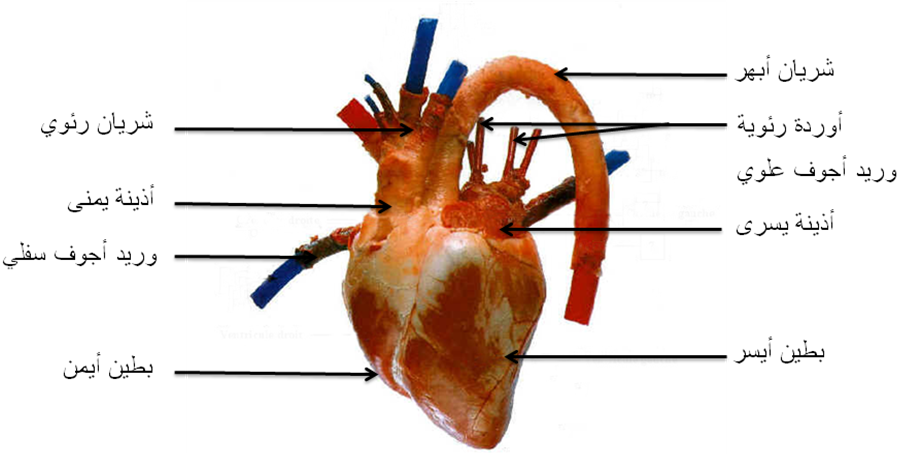 شريان أبهر
أوردة رئوية
وريد أجوف علوي
أذينة يسرى
بطين أيسر
شريان رئوي
أذينة يمنى
وريد أجوف سفلي
بطين أيمن